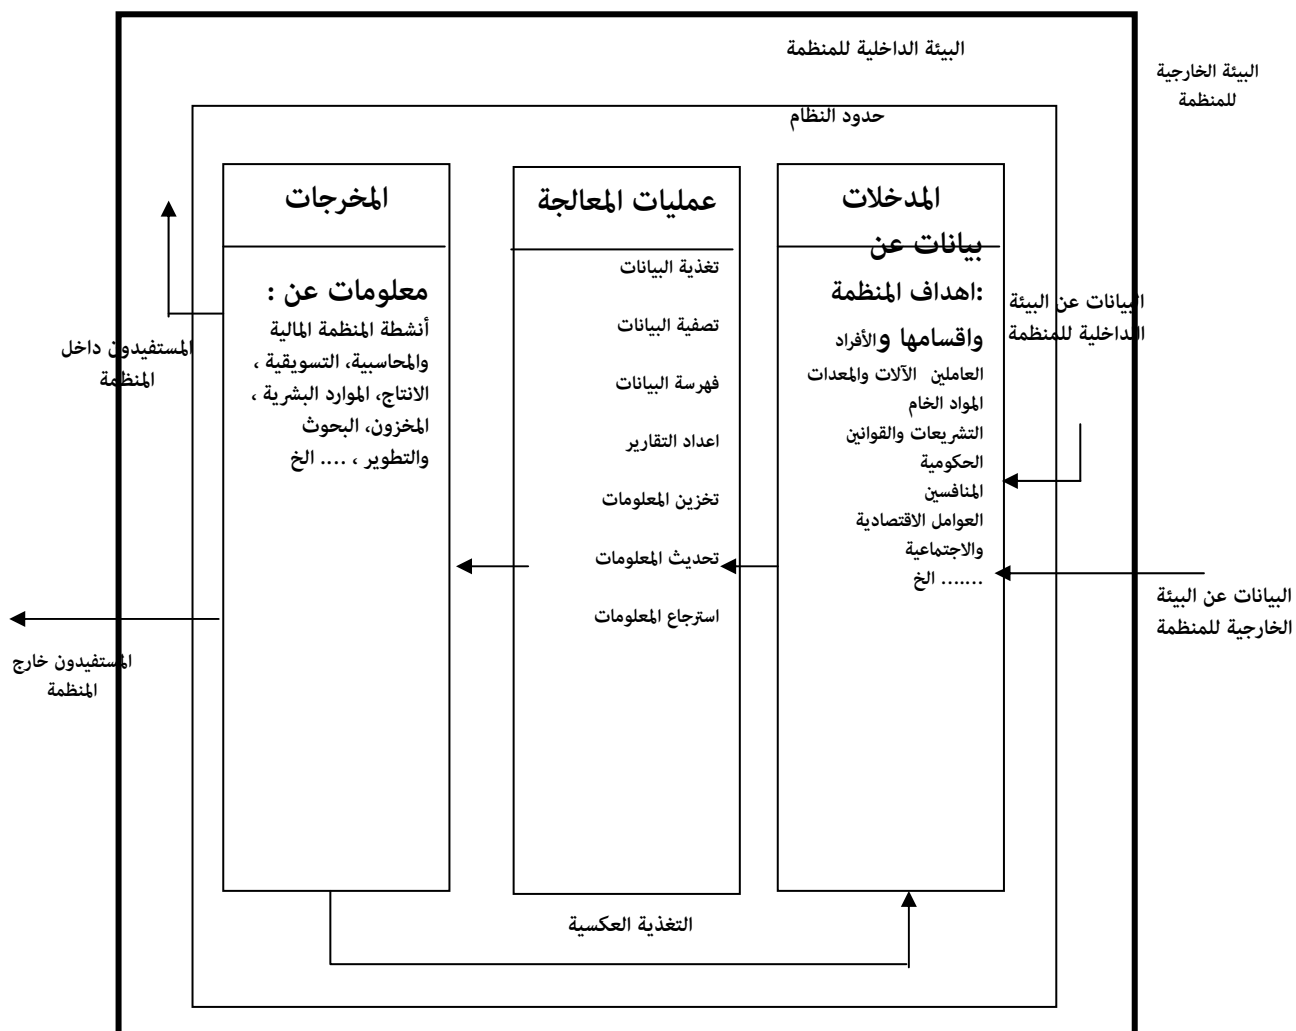 البيئة الداخلية للمنظمة
البيئة الخارجية
للمنظمة
حدود النظام
المدخلات
بيانات عن
:اهداف المنظمة
واقسامها والأفراد
العاملين الآلات والمعدات
المواد الخام
التشريعات والقوانين
الحكومية
المنافسين
العوامل الاقتصادية
والاجتماعية
....... الخ
عمليات المعالجة
تغذية البيانات
تصفية البيانات
فهرسة البيانات
اعداد التقارير
تخزين المعلومات
تحديث المعلومات
استرجاع المعلومات
المخرجات
معلومات عن :
أنشطة المنظمة المالية
والمحاسبية، التسويقية ،
الانتاج، الموارد البشرية ،
المخزون، البحوث
والتطوير ، .... الخ
البيانات عن البيئة
الداخلية للمنظمة
البيانات عن البيئة
الخارجية للمنظمة
المستفيدون داخل
المنظمة
المستفيدون خارج
المنظمة
التغذية العكسية